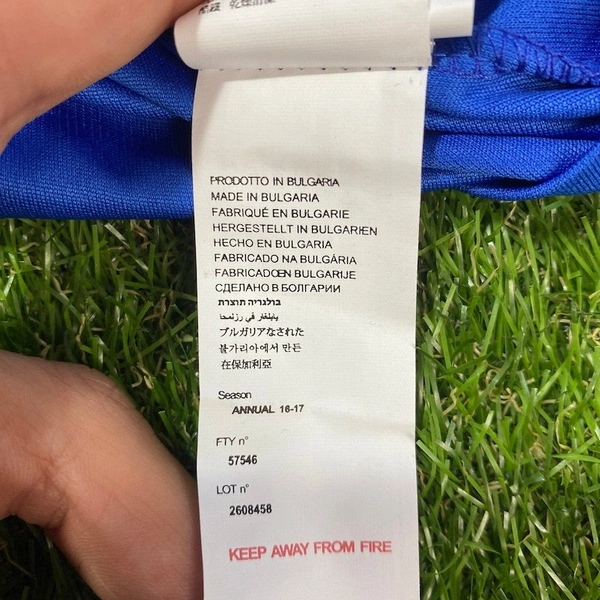 PRODOTTO IN BULGARIA
MADE IN BULGARIA
FABRIQUÉ EN BULGARIE
HERGESTELLT IN BULGARIEN
HECHO EN BULGARIA
FABRICADO NA BULGÁRIA
FABRICADOEN BULGARIJE
СДЕЛАНО В БОЛГАРИИ
בולגריה תוצרת
ブルガリアなされた
불가리아에서 만든
在保加利亞
Season
ANNUAL 16-17
FTY n°
57546
LOT n°
2608458
KEEP AWAY FROM FIRE